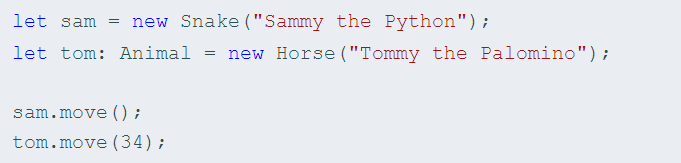 let sam = new Snake("Sammy the Python");
let tom: Animal = new Horse("Tommy the Palomino");
sam.move();
tom.move(34);